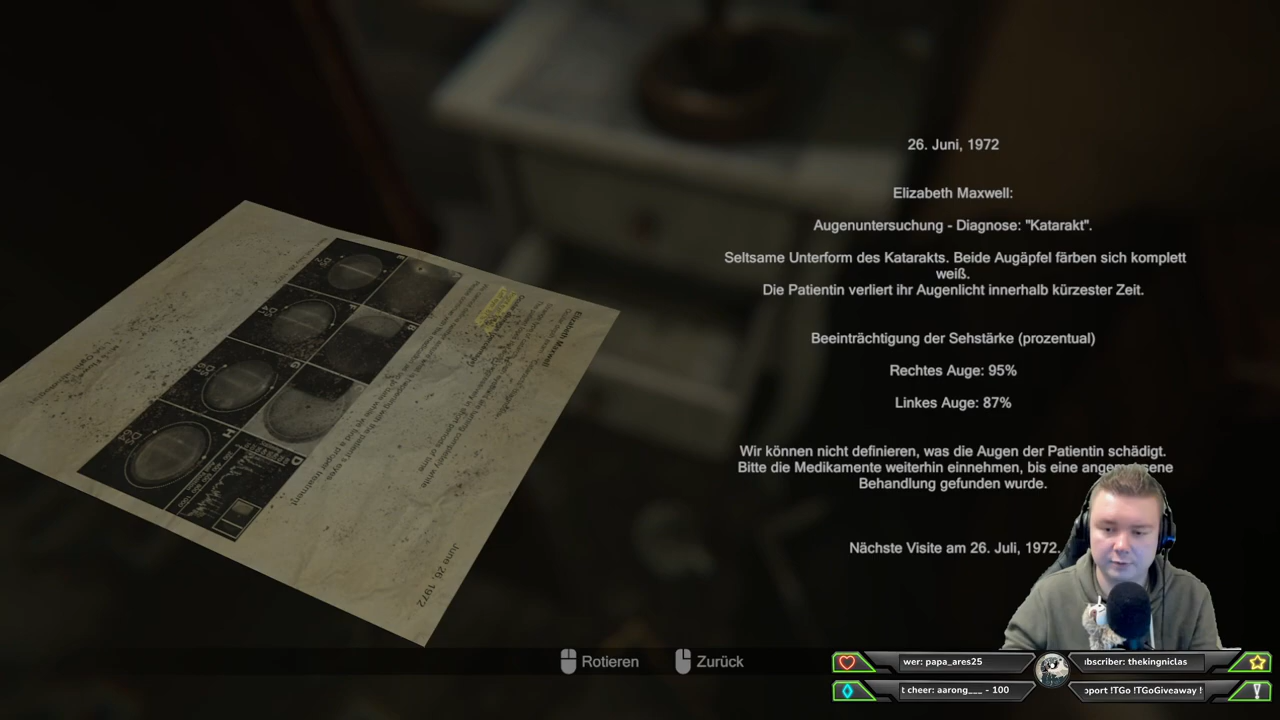 26. Juni, 1972
Elizabeth Maxwell:
Augenuntersuchung - Diagnose: "Katarakt".
Seltsame Unterform des Katarakts. Beide Augäpfel färben sich komplett
weiß.
Die Patientin verliert ihr Augenlicht innerhalb kürzester Zeit.
Beeinträchtigung der Sehstärke (prozentual)
Rechtes Auge: 95%
Linkes Auge: 87%
Wir können nicht definieren, was die Augen der Patientin schädigt.
Bitte die Medikamente weiterhin einnehmen, bis eine
Behandlung gefunden wurde.
Nächste Visite am 26. Juli, 1972.
Elizabeth Maxwell
June 26, 1972
Rotieren
Zurück
wer: papa_ares25
ubscriber: thekingniclas
t cheer: aarong___ - 100
pport !TGo !TGoGiveaway !